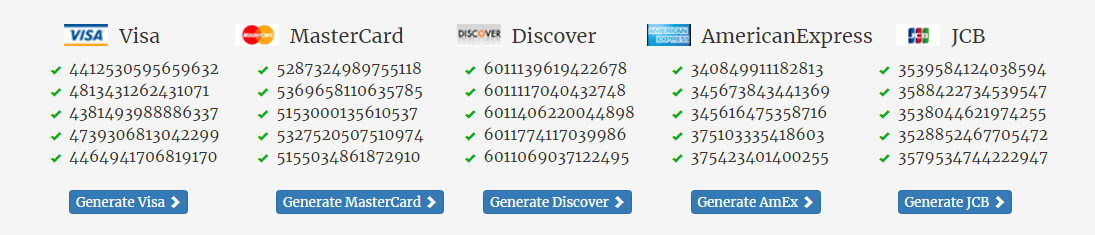 VISA Visa
4412530595659632
4813431262431071
4381493988886337
4739306813042299
4464941706819170
Generate Visa
MasterCard MasterCard
5287324989755118
5369658110635785
5153000135610537
5327520507510974
5155034861872910
Generate MasterCard
DISCOVER Discover
6011139619422678
6011117040432748
6011406220044898
6011774117039986
6011069037122495
Generate Discover
AMERICAN EXPRESS AmericanExpress
340849911182813
345673843441369
345616475358716
375103335418603
375423401400255
Generate AmEx
JCB JCB
3539584124038594
3588422734539547
3538044621974255
3528852467705472
3579534744222947
Generate JCB